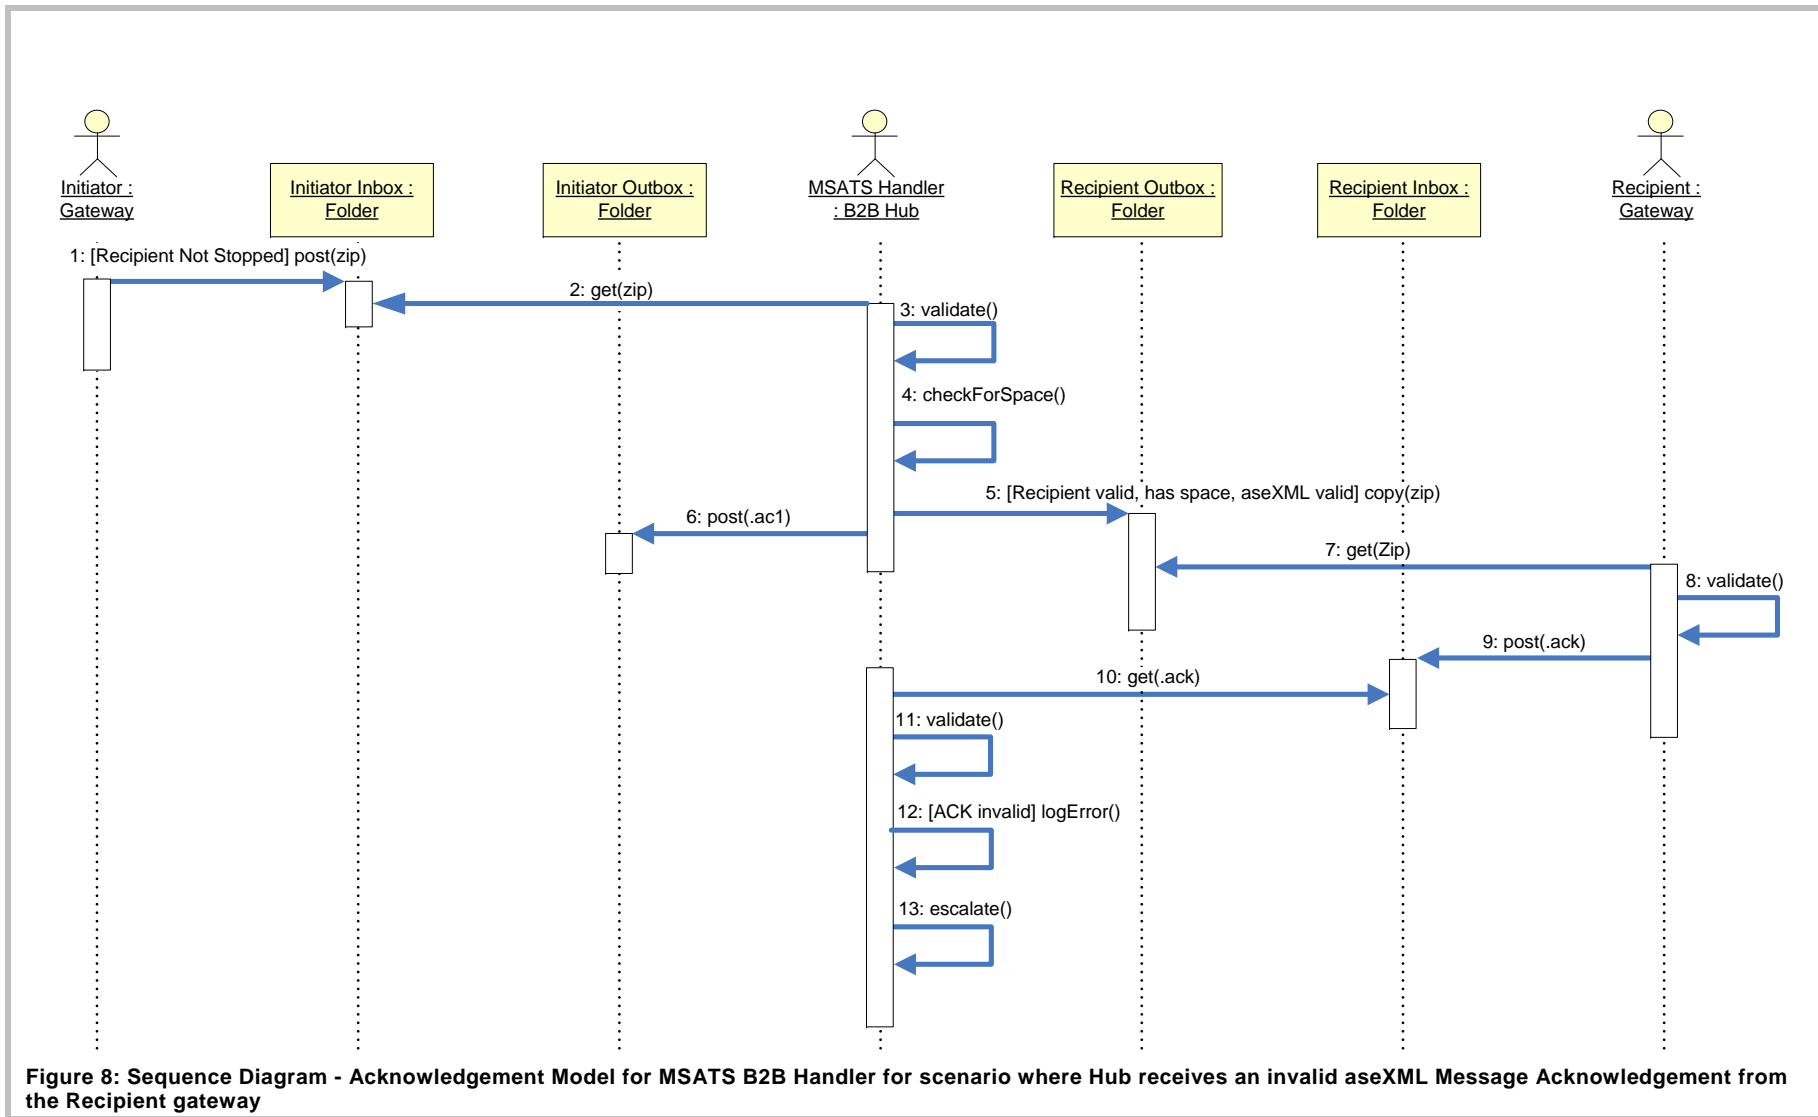 Initiator :
Gateway
Initiator Inbox :
Folder
Initiator Outbox :
Folder
MSATS Handler
: B2B Hub
Recipient Outbox :
Folder
Recipient Inbox :
Folder
Recipient :
Gateway
1: [Recipient Not Stopped] post(zip)
2: get(zip)
3: validate()
4: checkForSpace()
5: [Recipient valid, has space, aseXML valid] copy(zip)
6: post(.ac1)
7: get(Zip)
8: validate()
9: post(.ack)
10: get(.ack)
11: validate()
12: [ACK invalid] logError()
13: escalate()
Figure 8: Sequence Diagram - Acknowledgement Model for MSATS B2B Handler for scenario where Hub receives an invalid aseXML Message Acknowledgement from
the Recipient gateway